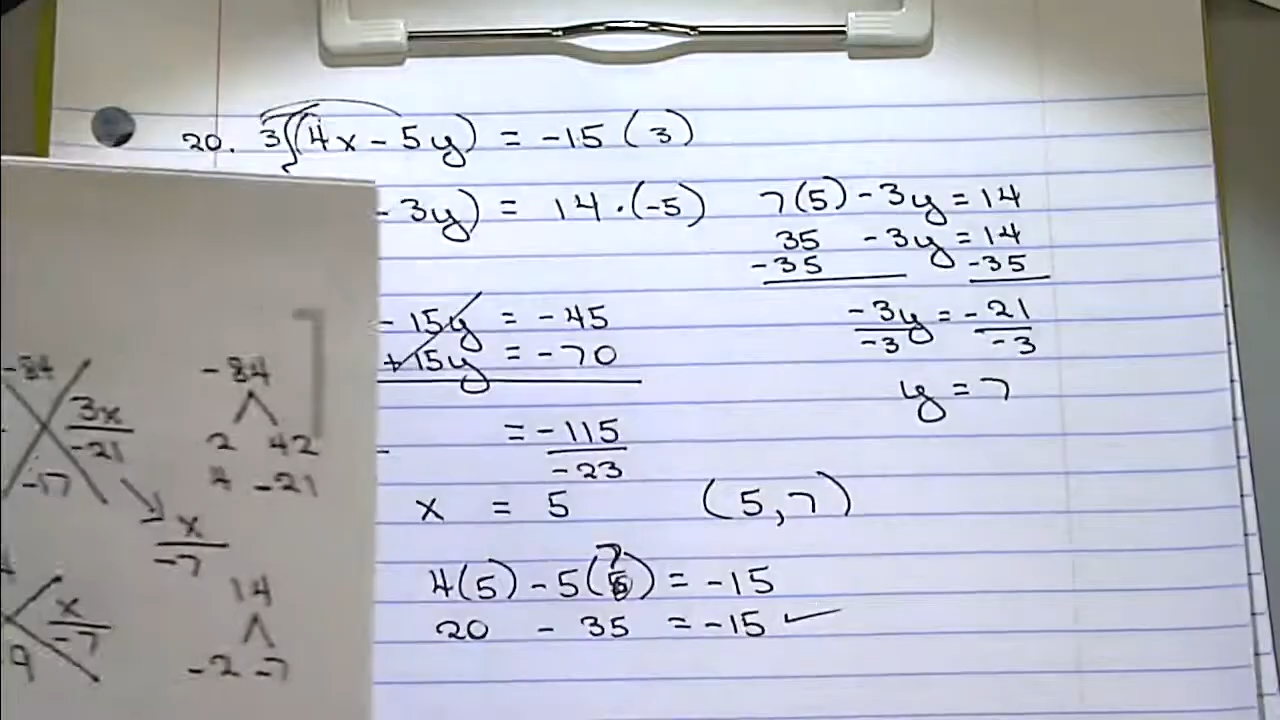 20. 3(4x - 5y) = -15 (3)
- 3y) = 14 · (-5)
- 15y = -45
+ 15y = -70
= -115
-23
x = 5
(5, 7)
4(5) - 5(7) = -15
20 - 35 = -15 ✓
7(5) - 3y = 14
35 - 3y = 14
-35 -35
-3y = -21
-3 -3
y = 7
-84
3x
-21
-17
x
-7
-84
2 42
4 -21
x
-7
9
14
-2 -7